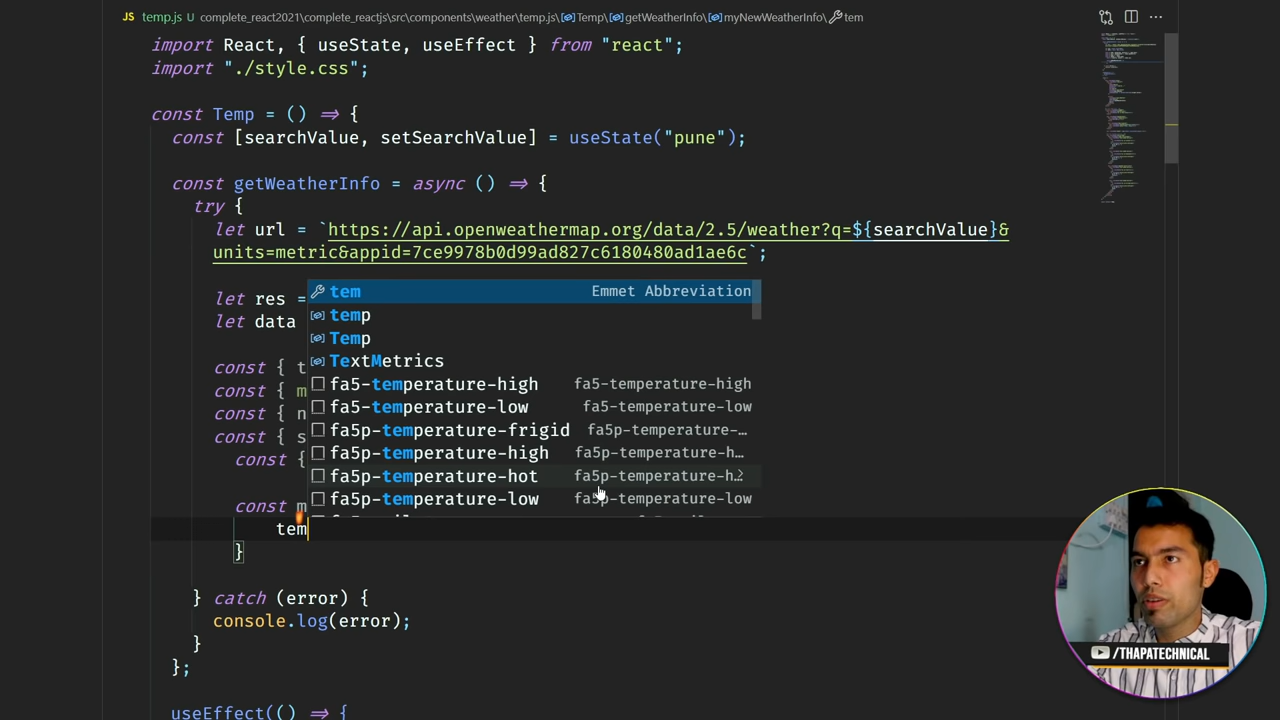 JS temp.js complete_react2021\complete_reactjs\src\components\weather\temp.js\Temp\getWeatherInfo\myNewWeatherInfo\tem
import React, { useState, useEffect } from "react";
import "./style.css";
const Temp = () => {
const [searchValue, setSearchValue] = useState("pune");
const getWeatherInfo = async () => {
try {
let url = `https://api.openweathermap.org/data/2.5/weather?q=${searchValue}&
units=metric&appid=7ce9978b0d99ad827c6180480ad1ae6c`;
tem Emmet Abbreviation
let res =
temp
let data
Temp
TextMetrics
const { t
fa5-temperature-high fa5-temperature-high
const { m
fa5-temperature-low fa5-temperature-low
const { n
fa5p-temperature-frigid fa5p-temperature-…
const { s
fa5p-temperature-high fa5p-temperature-h…
const {
fa5p-temperature-hot fa5p-temperature-h…
fa5p-temperature-low fa5p-temperature-low
const m
tem
}
} catch (error) {
console.log(error);
}
};
useEffect(() => {
/THAPATECHNICAL